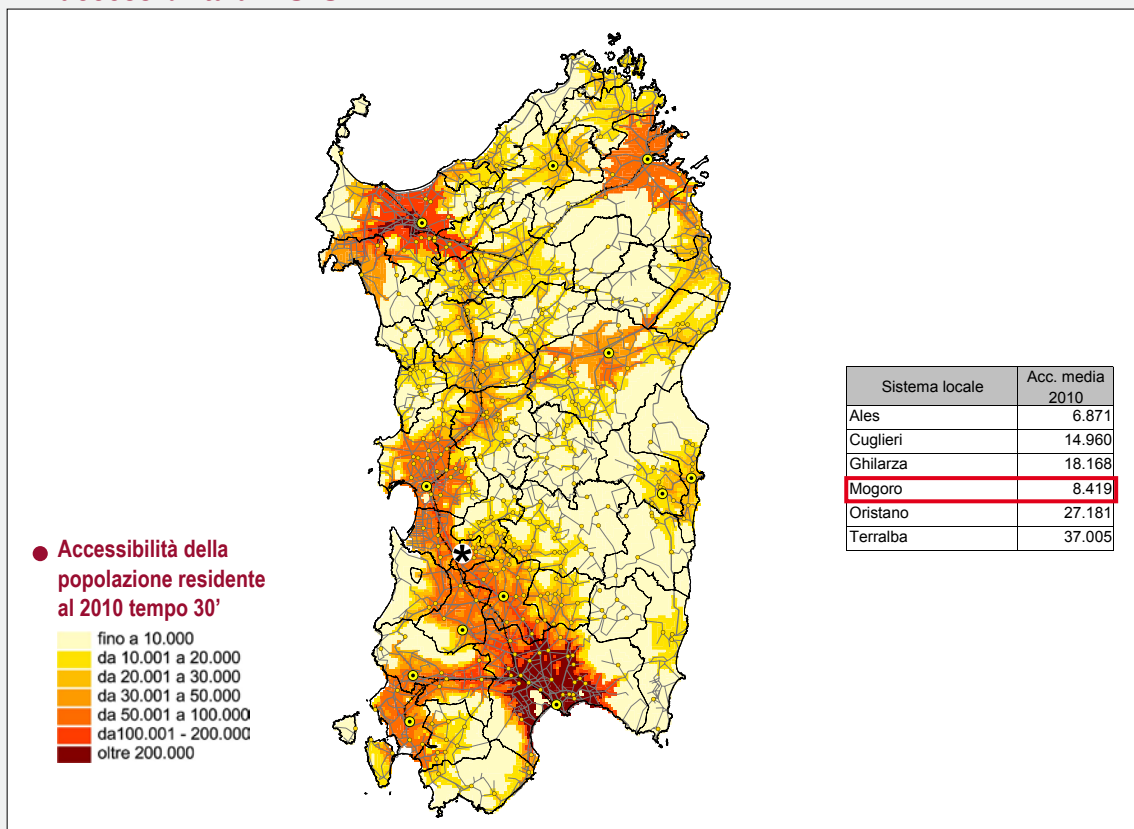 Sistema locale
Acc. media
2010
Ales 6.871
Cuglieri 14.960
Ghilarza 18.168
Mogoro 8.419
Oristano 27.181
Terralba 37.005
● Accessibilità della
popolazione residente
al 2010 tempo 30'
fino a 10.000
da 10.001 a 20.000
da 20.001 a 30.000
da 30.001 a 50.000
da 50.001 a 100.000
da100.001 - 200.000
oltre 200.000
*